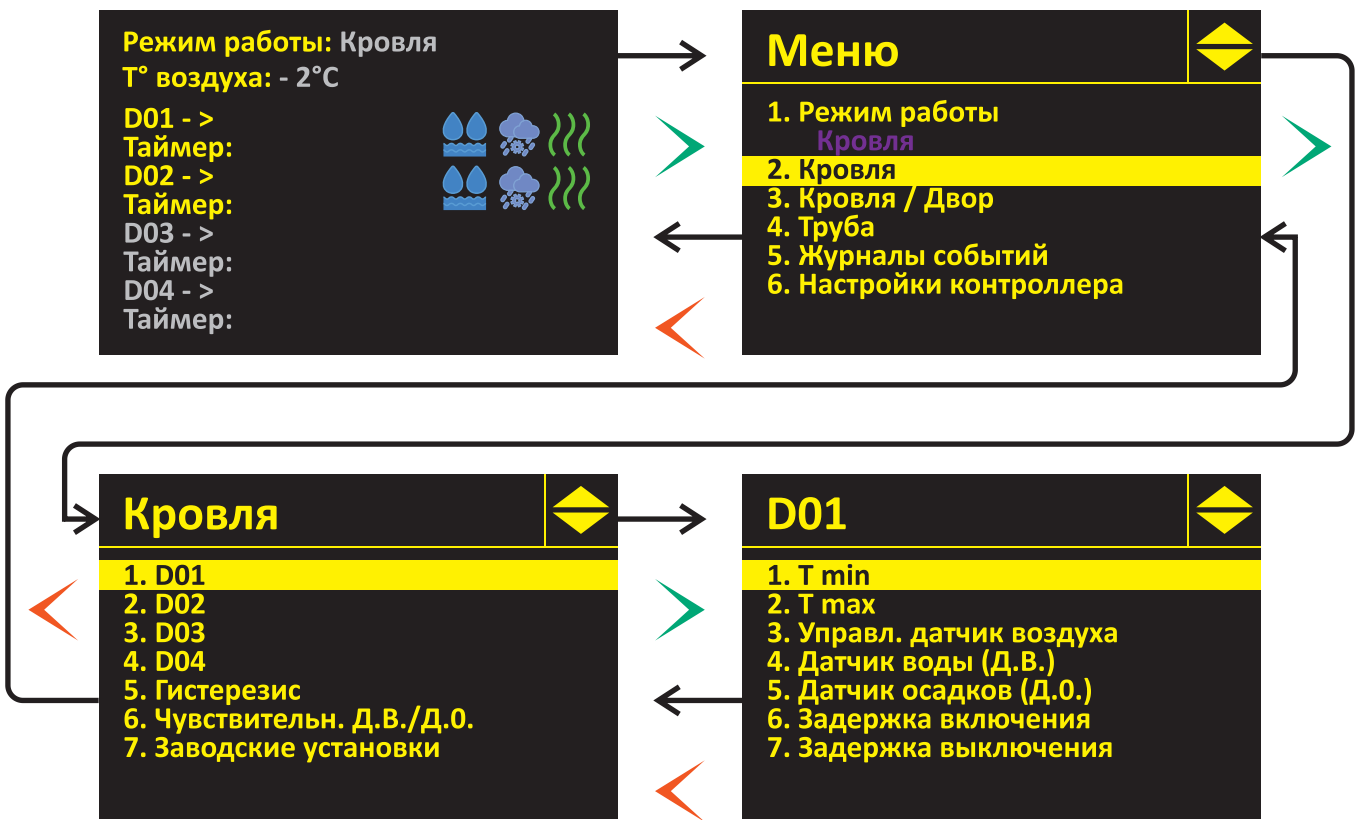 Режим работы: Кровля
T° воздуха: - 2°C
D01 - >
Таймер:
D02 - >
Таймер:
D03 - >
Таймер:
D04 - >
Таймер:
Меню
1. Режим работы
Кровля
2. Кровля
3. Кровля / Двор
4. Труба
5. Журналы событий
6. Настройки контроллера
Кровля
1. D01
2. D02
3. D03
4. D04
5. Гистерезис
6. Чувствительн. Д.В./Д.О.
7. Заводские установки
D01
1. T min
2. T max
3. Управл. датчик воздуха
4. Датчик воды (Д.В.)
5. Датчик осадков (Д.О.)
6. Задержка включения
7. Задержка выключения